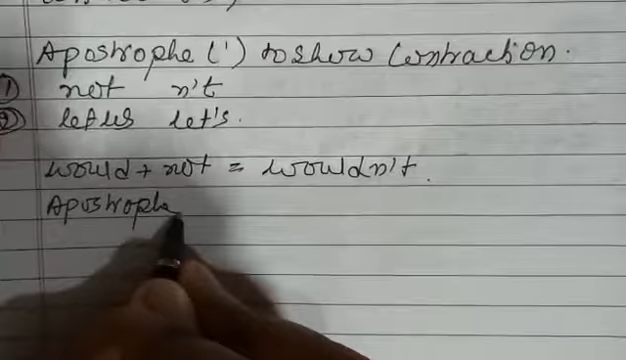 Apostrophe (') to show Contraction.
① not n't
② let us let's.
would + not = wouldn't.
Apostrophe